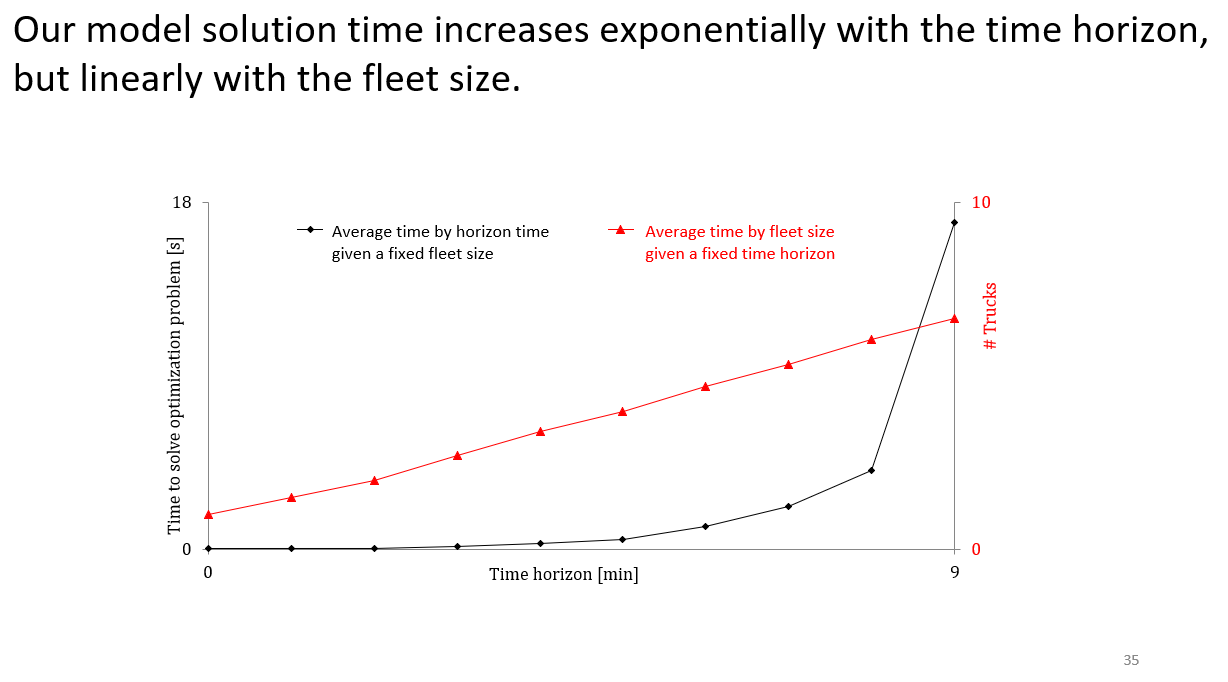 Our model solution time increases exponentially with the time horizon,
but linearly with the fleet size.
18
10
Average time by horizon time
given a fixed fleet size
Average time by fleet size
given a fixed time horizon
Time to solve optimization problem [s]
# Trucks
0
0
0
Time horizon [min]
9
35